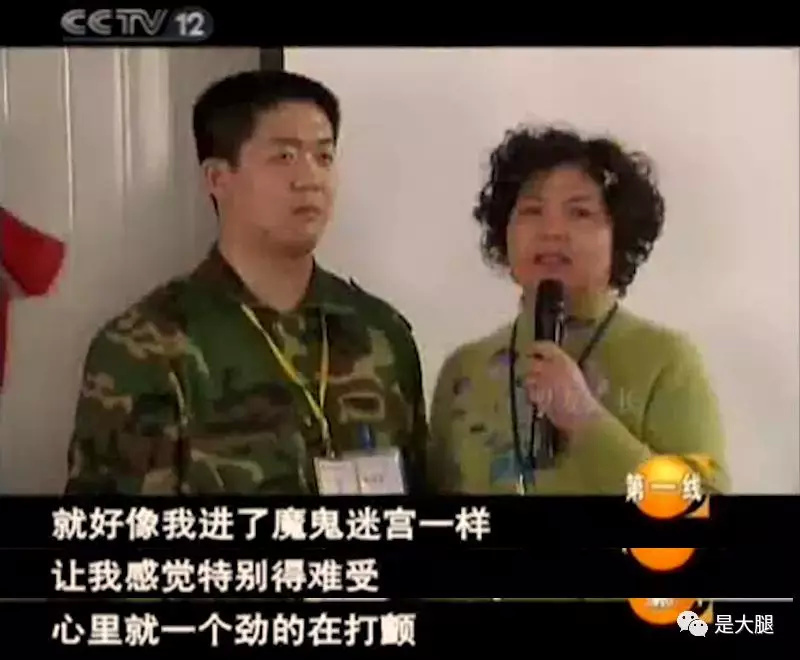 CCTV 12
第一线
就好像我进了魔鬼迷宫一样
让我感觉特别得难受
心里就一个劲的在打颤
是大腿